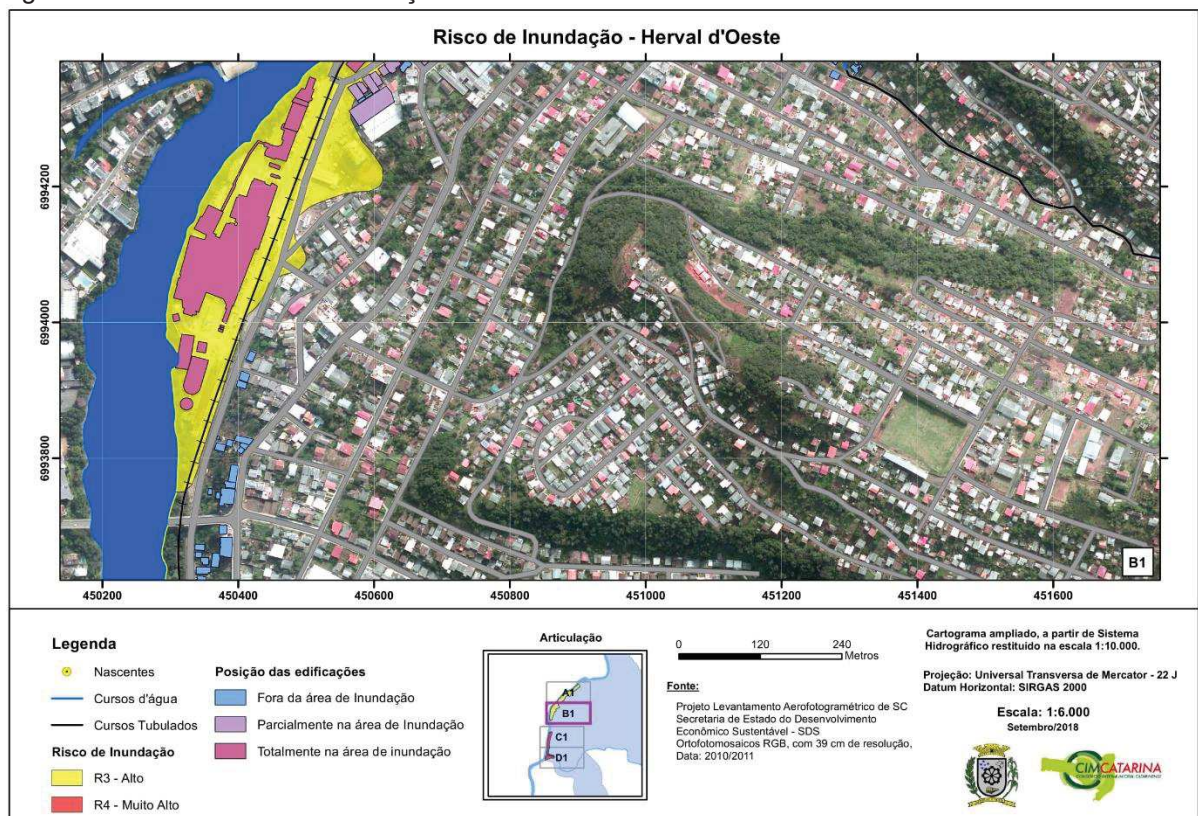 Risco de Inundação - Herval d'Oeste
6994200
6994000
6993800
450200
450400
450600
450800
451000
451200
451400
451600
B1
Legenda
Nascentes
Cursos d'água
Cursos Tubulados
Risco de Inundação
R3 - Alto
R4 - Muito Alto
Posição das edificações
Fora da área de Inundação
Parcialmente na área de Inundação
Totalmente na área de inundação
Articulação
A1
B1
C1
D1
0 120 240
Metros
Fonte:
Projeto Levantamento Aerofotogramétrico de SC
Secretaria de Estado do Desenvolvimento
Econômico Sustentável - SDS
Ortofotomosaicos RGB, com 39 cm de resolução,
Data: 2010/2011
Cartograma ampliado, a partir de Sistema
Hidrográfico restituído na escala 1:10.000.
Projeção: Universal Transversa de Mercator - 22 J
Datum Horizontal: SIRGAS 2000
Escala: 1:6.000
Setembro/2018
CIMCATARINA